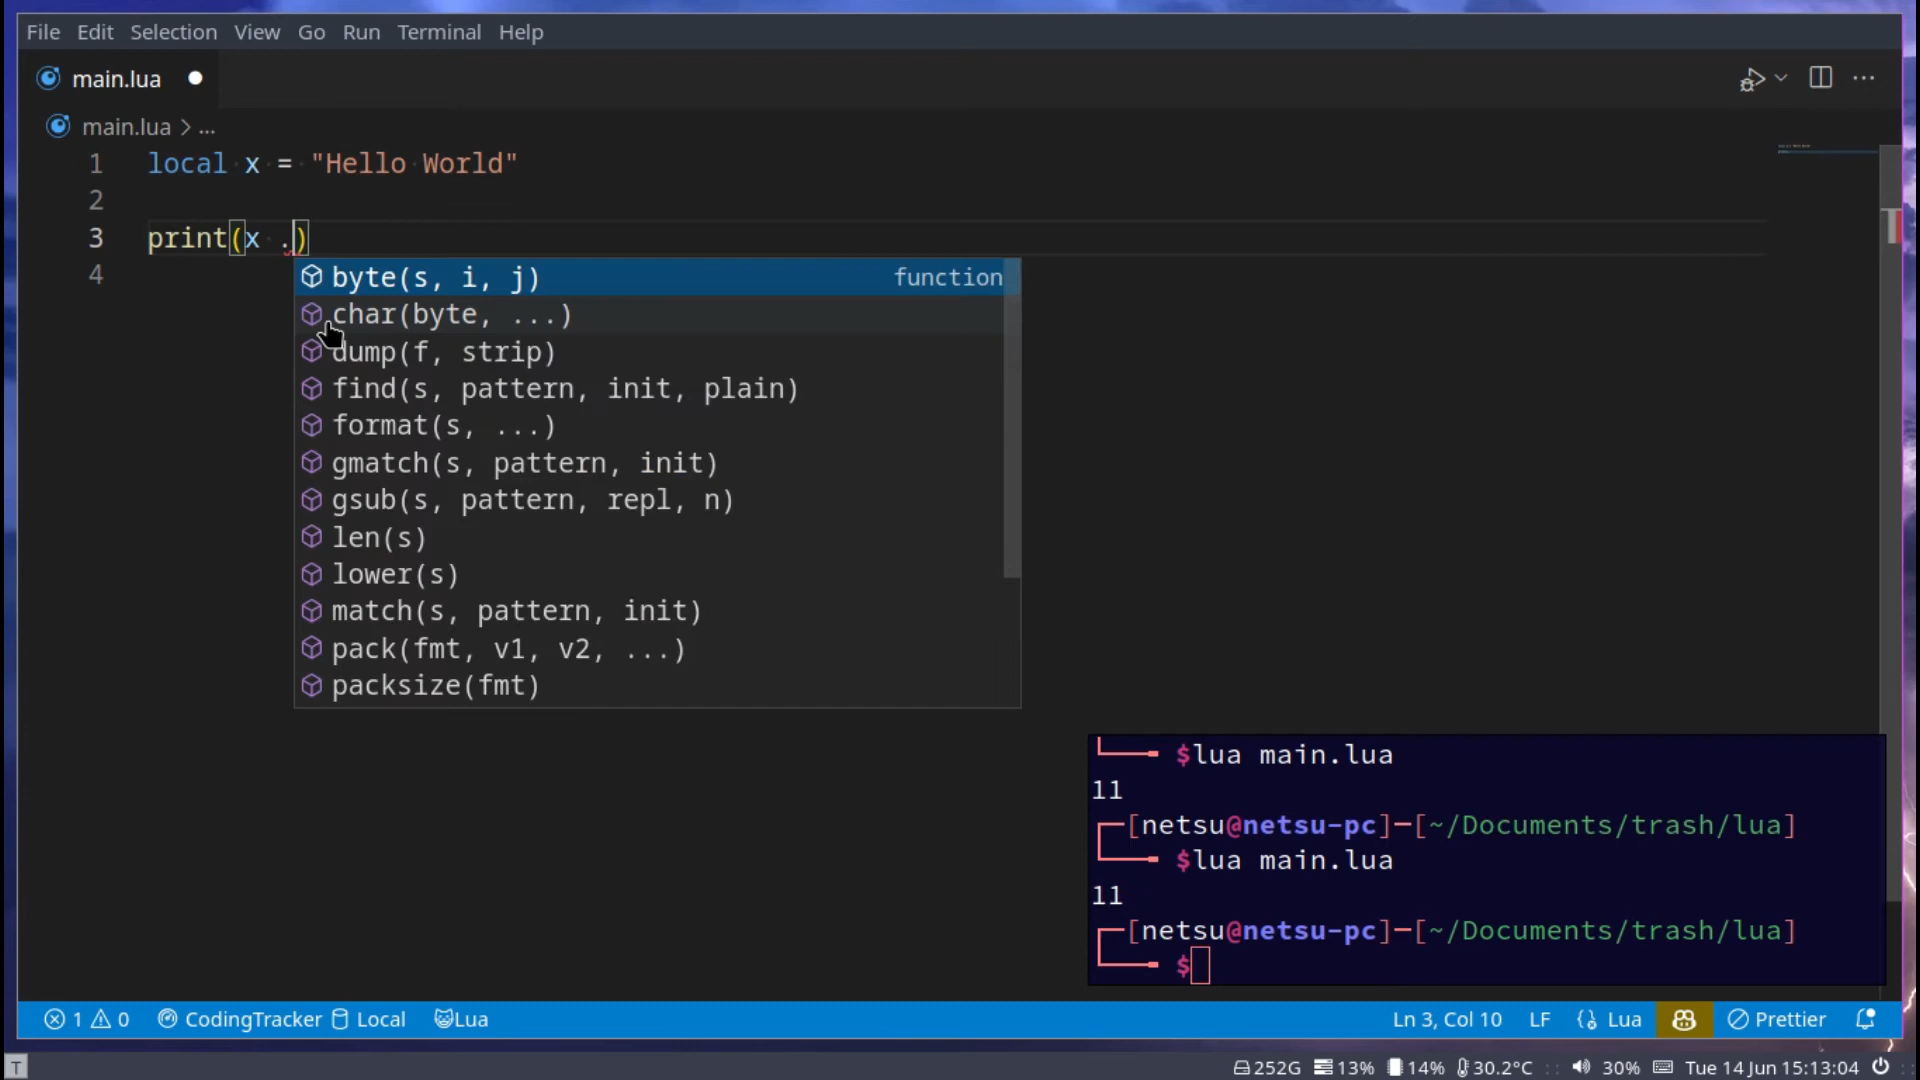 File Edit Selection View Go Run Terminal Help
main.lua
main.lua > ...
1 local x = "Hello World"
2
3 print(x .)
4
byte(s, i, j) function
char(byte, ...)
dump(f, strip)
find(s, pattern, init, plain)
format(s, ...)
gmatch(s, pattern, init)
gsub(s, pattern, repl, n)
len(s)
lower(s)
match(s, pattern, init)
pack(fmt, v1, v2, ...)
packsize(fmt)
$lua main.lua
11
[netsu@netsu-pc]-[~/Documents/trash/lua]
$lua main.lua
11
[netsu@netsu-pc]-[~/Documents/trash/lua]
$
1 0 CodingTracker Local Lua Ln 3, Col 10 LF Lua Prettier
T 252G 13% 14% 30.2°C 30% Tue 14 Jun 15:13:04